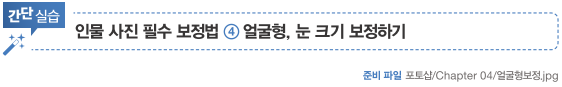 간단 실습
인물 사진 필수 보정법 ④ 얼굴형, 눈 크기 보정하기
준비 파일 포토샵/Chapter 04/얼굴형보정.jpg